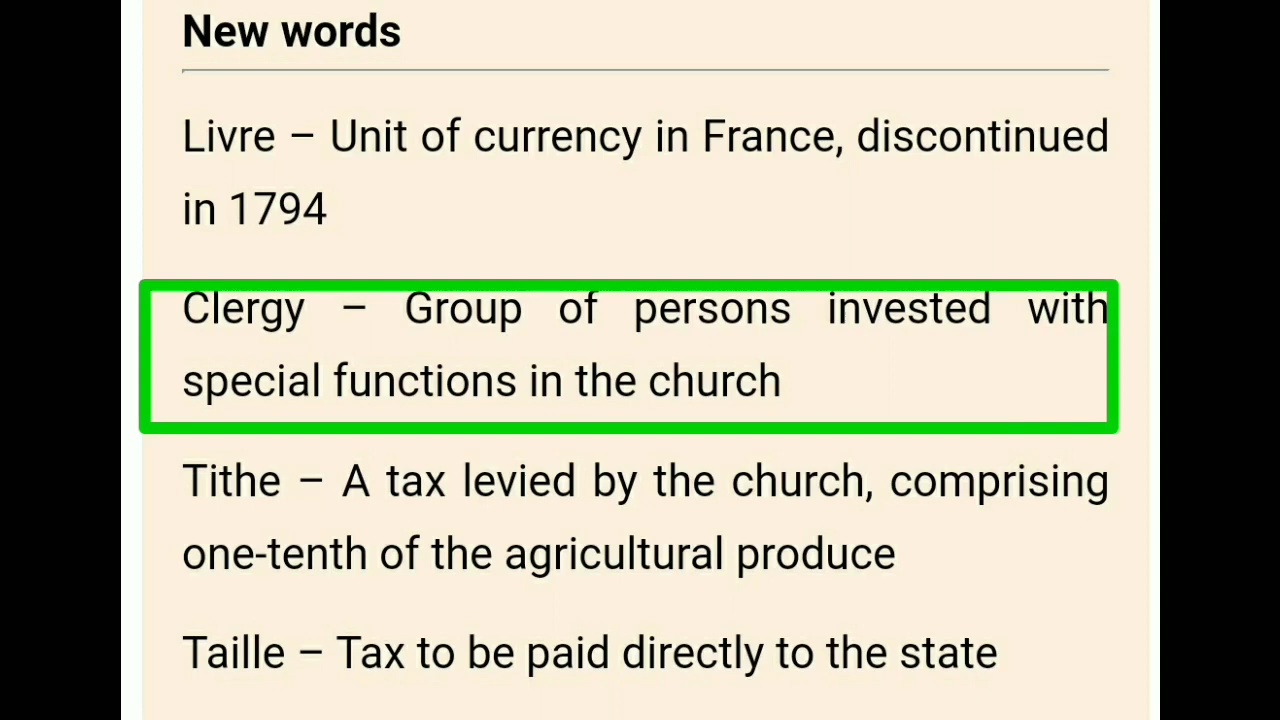 New words
Livre – Unit of currency in France, discontinued
in 1794
Clergy – Group of persons invested with
special functions in the church
Tithe – A tax levied by the church, comprising
one-tenth of the agricultural produce
Taille – Tax to be paid directly to the state